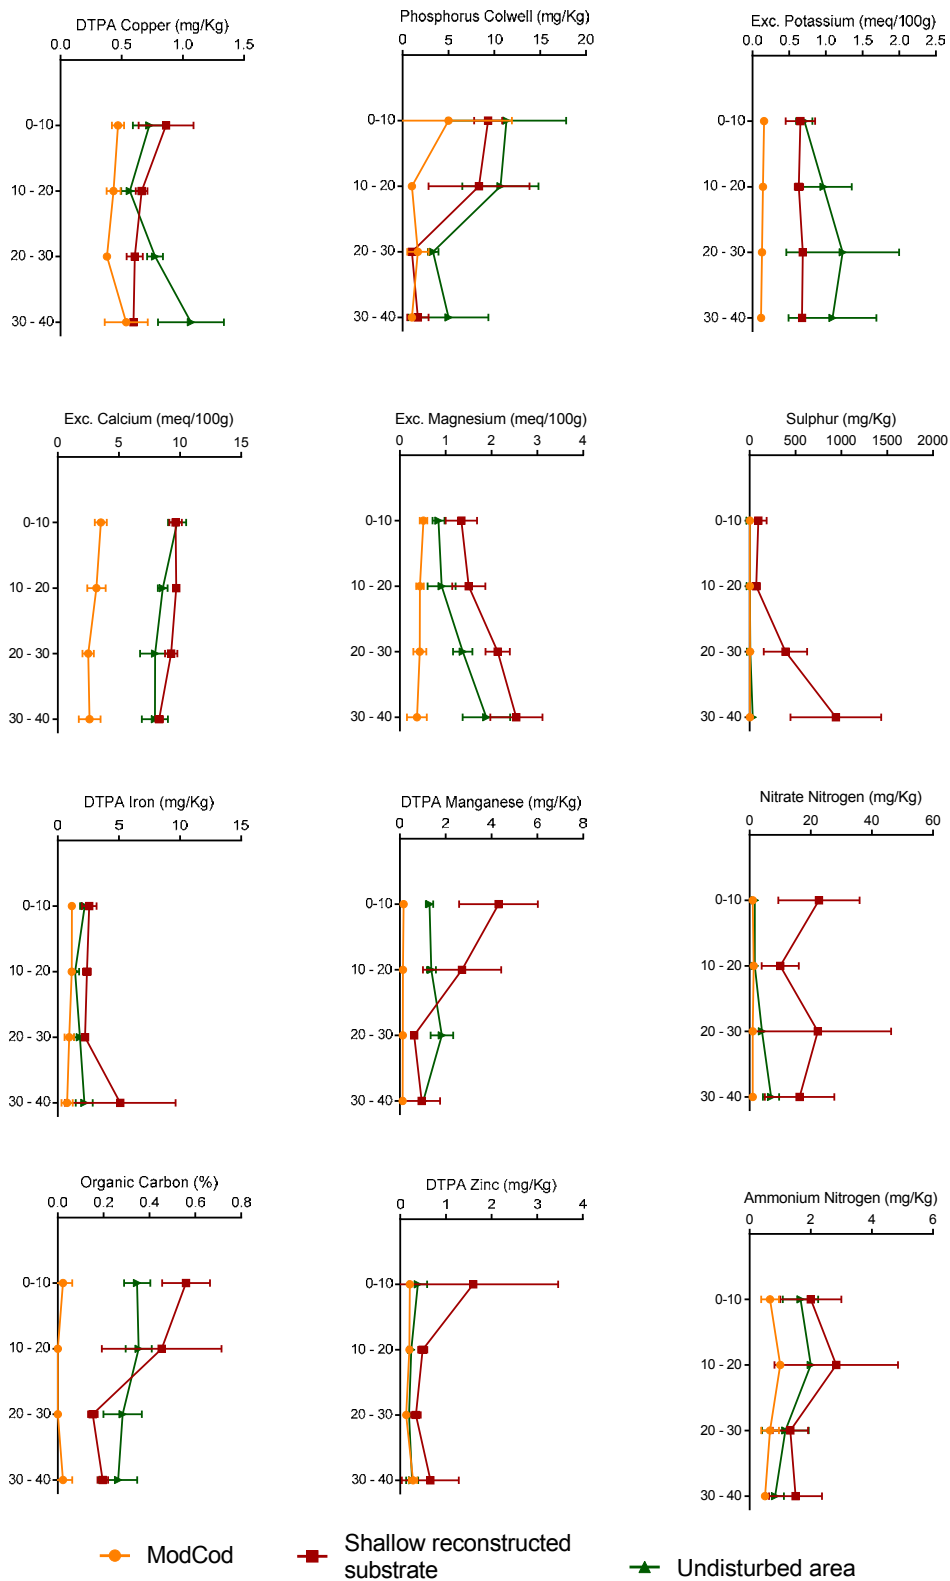 DTPA Copper (mg/Kg)
0.0 0.5 1.0 1.5
0-10
10 - 20
20 - 30
30 - 40
Phosphorus Colwell (mg/Kg)
0 5 10 15 20
0-10
10 - 20
20 - 30
30 - 40
Exc. Potassium (meq/100g)
0.0 0.5 1.0 1.5 2.0 2.5
0-10
10 - 20
20 - 30
30 - 40
Exc. Calcium (meq/100g)
0 5 10 15
0-10
10 - 20
20 - 30
30 - 40
Exc. Magnesium (meq/100g)
0 1 2 3 4
0-10
10 - 20
20 - 30
30 - 40
Sulphur (mg/Kg)
0 500 1000 1500 2000
0-10
10 - 20
20 - 30
30 - 40
DTPA Iron (mg/Kg)
0 5 10 15
0-10
10 - 20
20 - 30
30 - 40
DTPA Manganese (mg/Kg)
0 2 4 6 8
0-10
10 - 20
20 - 30
30 - 40
Nitrate Nitrogen (mg/Kg)
0 20 40 60
0-10
10 - 20
20 - 30
30 - 40
Organic Carbon (%)
0.0 0.2 0.4 0.6 0.8
0-10
10 - 20
20 - 30
30 - 40
DTPA Zinc (mg/Kg)
0 1 2 3 4
0-10
10 - 20
20 - 30
30 - 40
Ammonium Nitrogen (mg/Kg)
0 2 4 6
0-10
10 - 20
20 - 30
30 - 40
ModCod
Shallow reconstructed
substrate
Undisturbed area